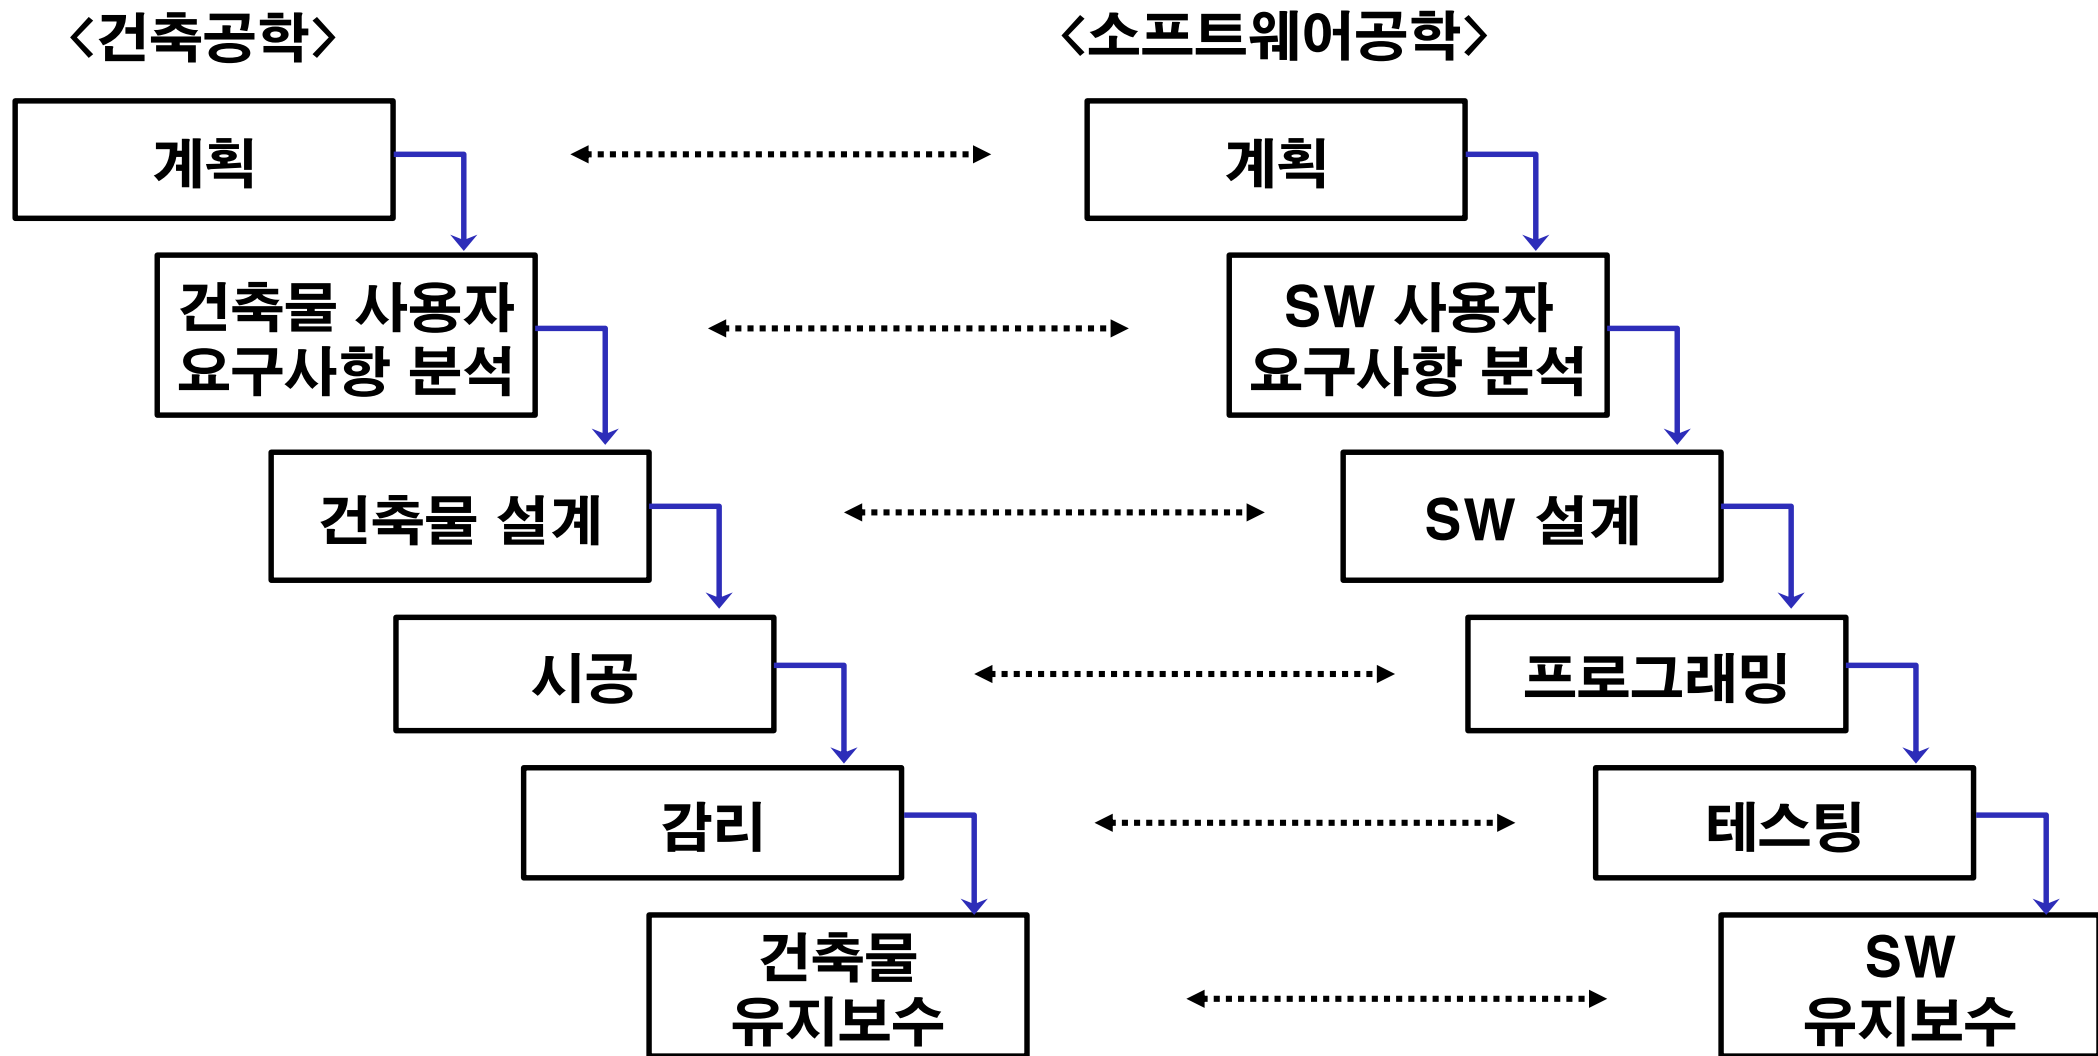 <건축공학>
<소프트웨어공학>
계획
계획
건축물 사용자
요구사항 분석
SW 사용자
요구사항 분석
건축물 설계
SW 설계
시공
프로그래밍
감리
테스팅
건축물
유지보수
SW
유지보수